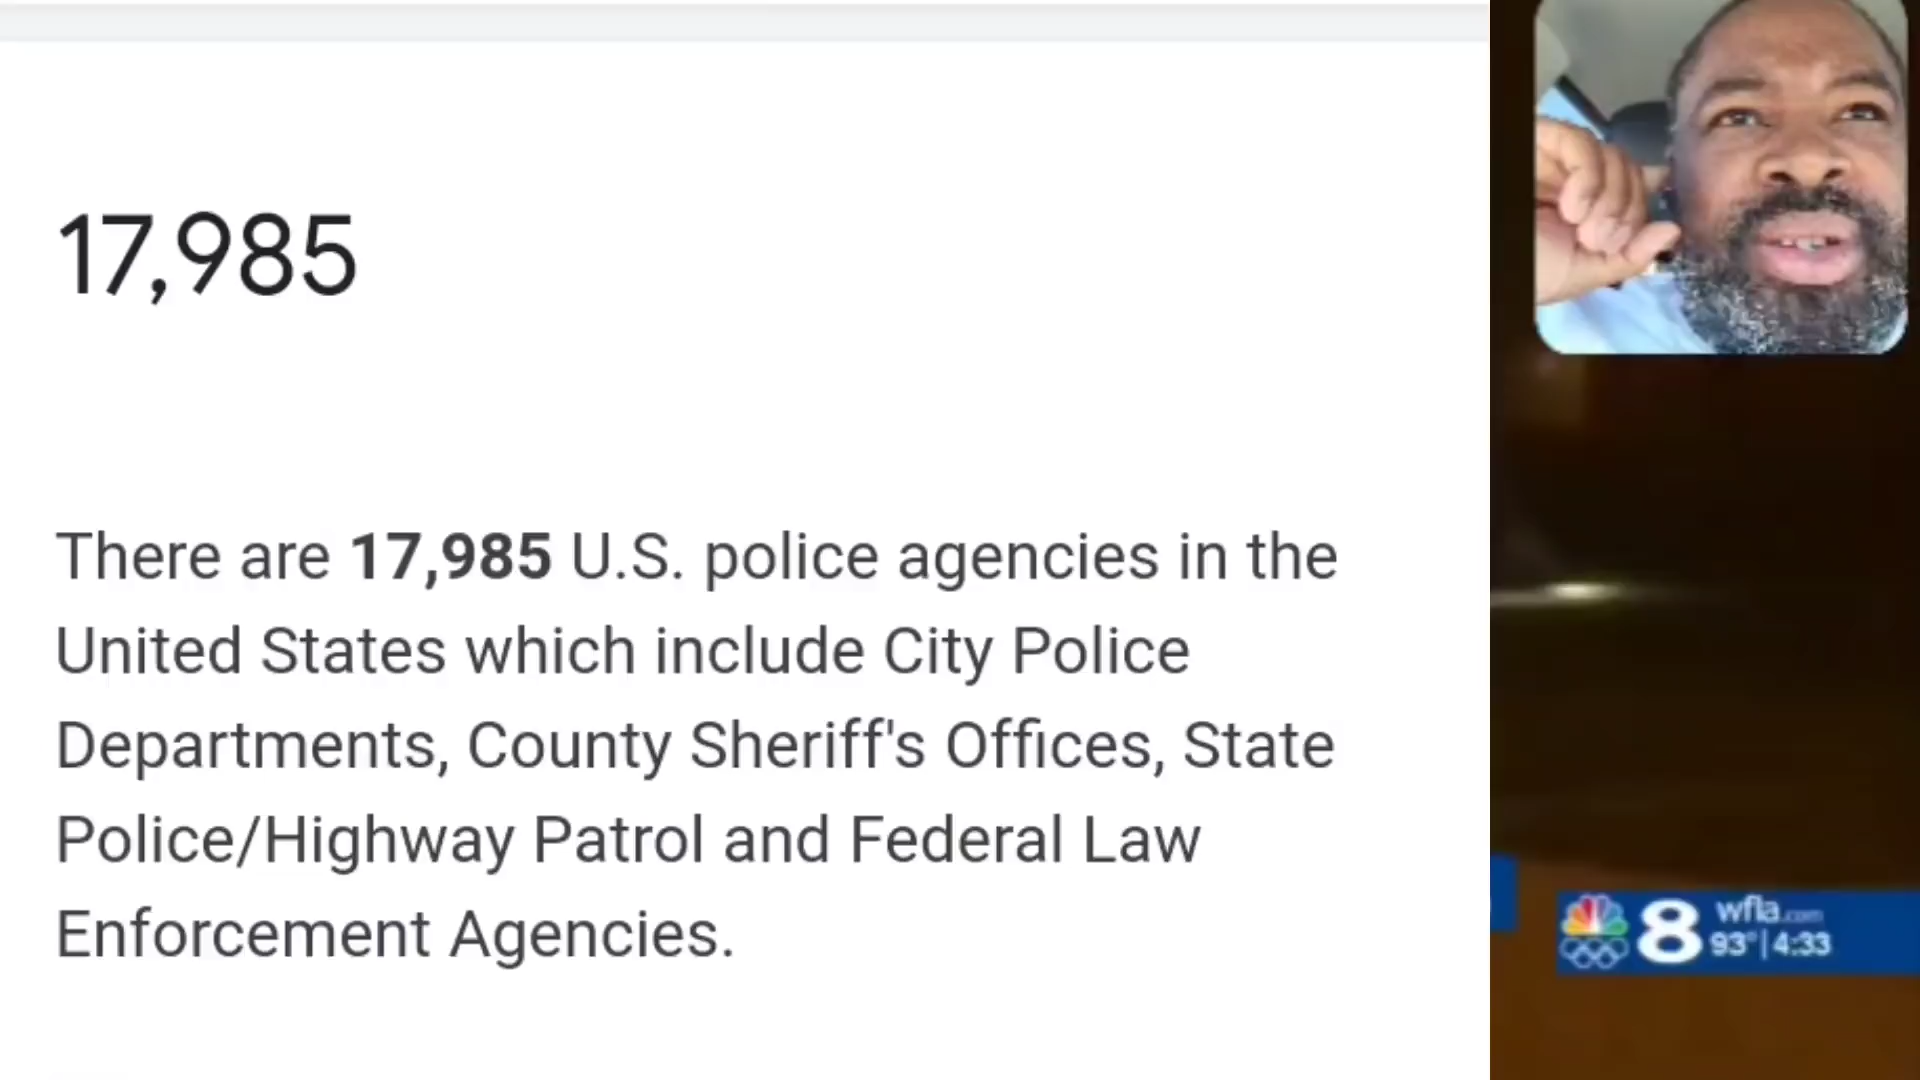 17,985
There are 17,985 U.S. police agencies in the
United States which include City Police
Departments, County Sheriff's Offices, State
Police/Highway Patrol and Federal Law
Enforcement Agencies.
8 wfla.com
93° | 4:33